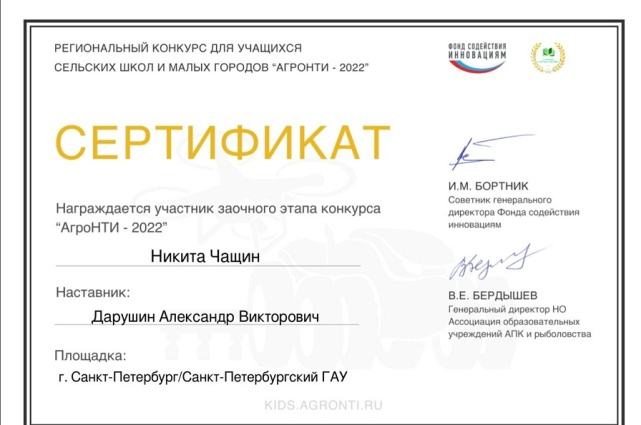 РЕГИОНАЛЬНЫЙ КОНКУРС ДЛЯ УЧАЩИХСЯ
СЕЛЬСКИХ ШКОЛ И МАЛЫХ ГОРОДОВ “АГРОНТИ - 2022”
ФОНД СОДЕЙСТВИЯ
ИННОВАЦИЯМ
СЕРТИФИКАТ
Награждается участник заочного этапа конкурса
“АгроНТИ - 2022”
Никита Чащин
Наставник:
Дарушин Александр Викторович
Площадка:
г. Санкт-Петербург/Санкт-Петербургский ГАУ
И.М. БОРТНИК
Советник генерального
директора Фонда содействия
инновациям
В.Е. БЕРДЫШЕВ
Генеральный директор НО
Ассоциация образовательных
учреждений АПК и рыболовства
KIDS.AGRONTI.RU